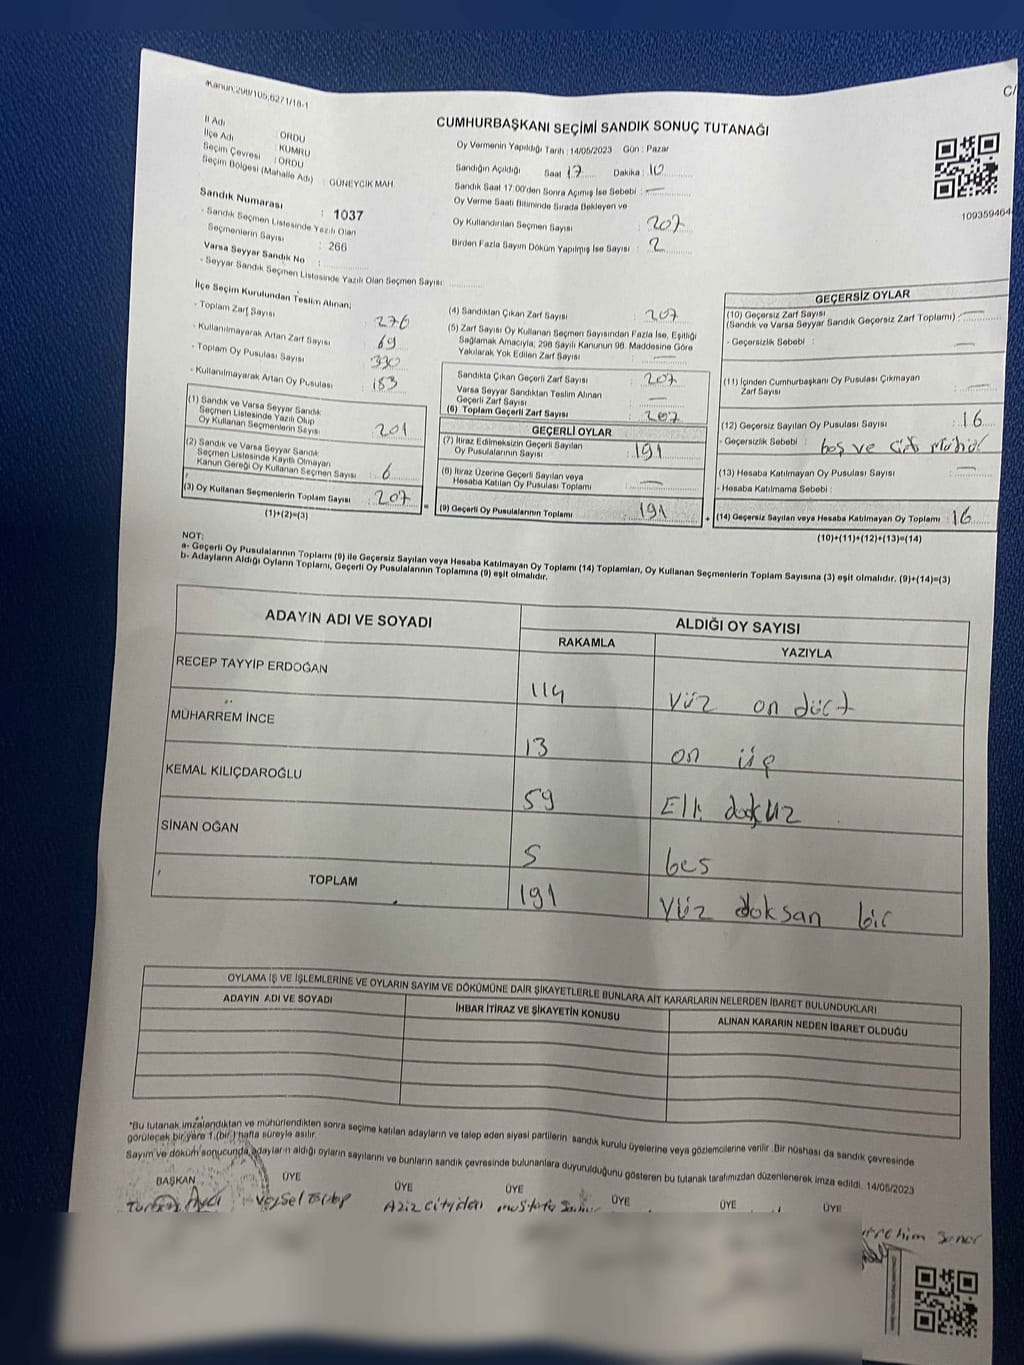 Kanun;298/105;6271/18-1
C/
CUMHURBAŞKANI SEÇİMİ SANDIK SONUÇ TUTANAĞI
İl Adı : ORDU
İlçe Adı : KUMRU
Seçim Çevresi : ORDU
Seçim Bölgesi (Mahalle Adı) : GÜNEYCİK MAH.
Oy Vermenin Yapıldığı Tarih : 14/05/2023 Gün : Pazar
Sandığın Açıldığı Saat 17 Dakika : 10
Sandık Saat 17.00'den Sonra Açımış İse Sebebi : —
Oy Verme Saati Bitiminde Sırada Bekleyen ve
Oy Kullandırılan Seçmen Sayısı : 207
Birden Fazla Sayım Döküm Yapılmış İse Sayısı : 2
109359464
Sandık Numarası : 1037
- Sandık Seçmen Listesinde Yazılı Olan
Seçmenlerin Sayısı : 266
Varsa Seyyar Sandık No :
- Seyyar Sandık Seçmen Listesinde Yazılı Olan Seçmen Sayısı:
İlçe Seçim Kurulundan Teslim Alınan;
- Toplam Zarf Sayısı : 276
- Kullanılmayarak Artan Zarf Sayısı : 69
- Toplam Oy Pusulası Sayısı : 330
- Kullanılmayarak Artan Oy Pusulası : 183
(1) Sandık ve Varsa Seyyar Sandık
Seçmen Listesinde Yazılı Olup
Oy Kullanan Seçmenlerin Sayısı : 201
(2) Sandık ve Varsa Seyyar Sandık
Seçmen Listesinde Kayıtlı Olmayan
Kanun Gereği Oy Kullanan Seçmen Sayısı : 6
(3) Oy Kullanan Seçmenlerin Toplam Sayısı : 207
(1)+(2)=(3)
(4) Sandıktan Çıkan Zarf Sayısı : 207
(5) Zarf Sayısı Oy Kullanan Seçmen Sayısından Fazla İse, Eşitliği
Sağlamak Amacıyla, 298 Sayılı Kanunun 98. Maddesine Göre
Yakılarak Yok Edilen Zarf Sayısı : —
Sandıkta Çıkan Geçerli Zarf Sayısı : 207
Varsa Seyyar Sandıktan Teslim Alınan
Geçerli Zarf Sayısı : —
(6) Toplam Geçerli Zarf Sayısı : 207
GEÇERLİ OYLAR
(7) İtiraz Edilmeksizin Geçerli Sayılan
Oy Pusulalarının Sayısı : 191
(8) İtiraz Üzerine Geçerli Sayılan veya
Hesaba Katılan Oy Pusulası Toplamı : —
= (9) Geçerli Oy Pusulalarının Toplamı : 191
GEÇERSİZ OYLAR
(10) Geçersiz Zarf Sayısı
(Sandık ve Varsa Seyyar Sandık Geçersiz Zarf Toplamı) : —
- Geçersizlik Sebebi : —
(11) İçinden Cumhurbaşkanı Oy Pusulası Çıkmayan
Zarf Sayısı : —
(12) Geçersiz Sayılan Oy Pusulası Sayısı : 16
- Geçersizlik Sebebi : boş ve çift mühür
(13) Hesaba Katılmayan Oy Pusulası Sayısı : —
- Hesaba Katılmama Sebebi :
+ (14) Geçersiz Sayılan veya Hesaba Katılmayan Oy Toplamı : 16
(10)+(11)+(12)+(13)=(14)
NOT:
a- Geçerli Oy Pusulalarının Toplamı (9) ile Geçersiz Sayılan veya Hesaba Katılmayan Oy Toplamı (14) Toplamları, Oy Kullanan Seçmenlerin Toplam Sayısına (3) eşit olmalıdır. (9)+(14)=(3)
b- Adayların Aldığı Oyların Toplamı, Geçerli Oy Pusulalarının Toplamına (9) eşit olmalıdır.
ADAYIN ADI VE SOYADI ALDIĞI OY SAYISI
RAKAMLA YAZIYLA
RECEP TAYYİP ERDOĞAN 114 Yüz on dört
MUHARREM İNCE 13 on üç
KEMAL KILIÇDAROĞLU 59 Elli dokuz
SİNAN OĞAN 5 bes
TOPLAM 191 Yüz doksan bir
OYLAMA İŞ VE İŞLEMLERİNE VE OYLARIN SAYIM VE DÖKÜMÜNE DAİR ŞİKAYETLERLE BUNLARA AİT KARARLARIN NELERDEN İBARET BULUNDUKLARI
ADAYIN ADI VE SOYADI İHBAR İTİRAZ VE ŞİKAYETİN KONUSU ALINAN KARARIN NEDEN İBARET OLDUĞU
*Bu tutanak imzalandıktan ve mühürlendikten sonra seçime katılan adayların ve talep eden siyasi partilerin sandık kurulu üyelerine veya gözlemcilerine verilir. Bir nüshası da sandık çevresinde
görülecek bir yere 1 (bir) hafta süreyle asılır.
Sayım ve döküm sonucunda adayların aldığı oyların sayılarını ve bunların sandık çevresinde bulunanlara duyurulduğunu gösteren bu tutanak tarafımızdan düzenlenerek imza edildi. 14/05/2023
BAŞKAN ÜYE ÜYE ÜYE ÜYE ÜYE ÜYE
Veysel Aziz Mustafa
Şener